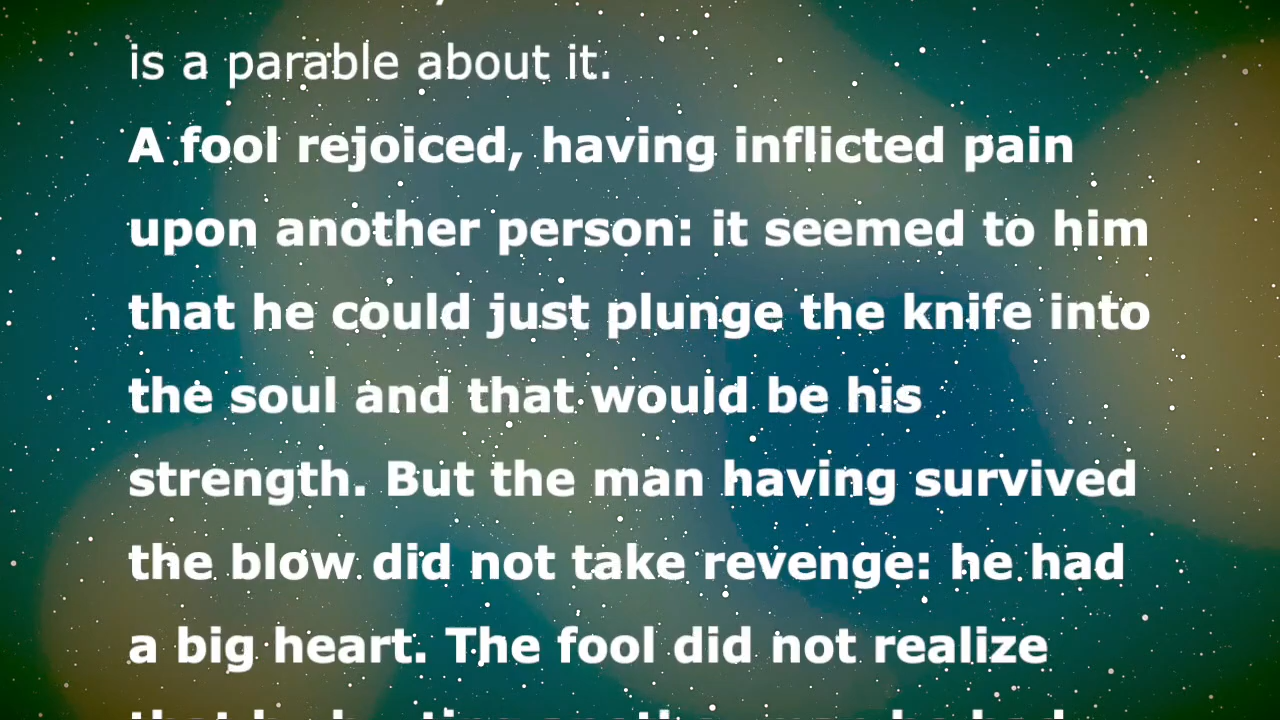 is a parable about it.
A fool rejoiced, having inflicted pain
upon another person: it seemed to him
that he could just plunge the knife into
the soul and that would be his
strength. But the man having survived
the blow did not take revenge: he had
a big heart. The fool did not realize